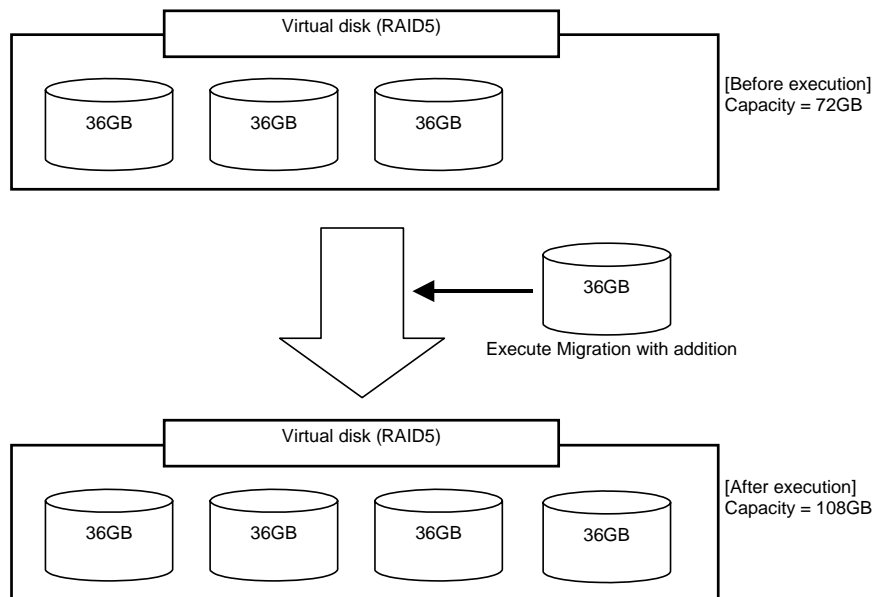 Virtual disk (RAID5)
36GB
36GB
36GB
[Before execution]
Capacity = 72GB
36GB
Execute Migration with addition
Virtual disk (RAID5)
36GB
36GB
36GB
36GB
[After execution]
Capacity = 108GB